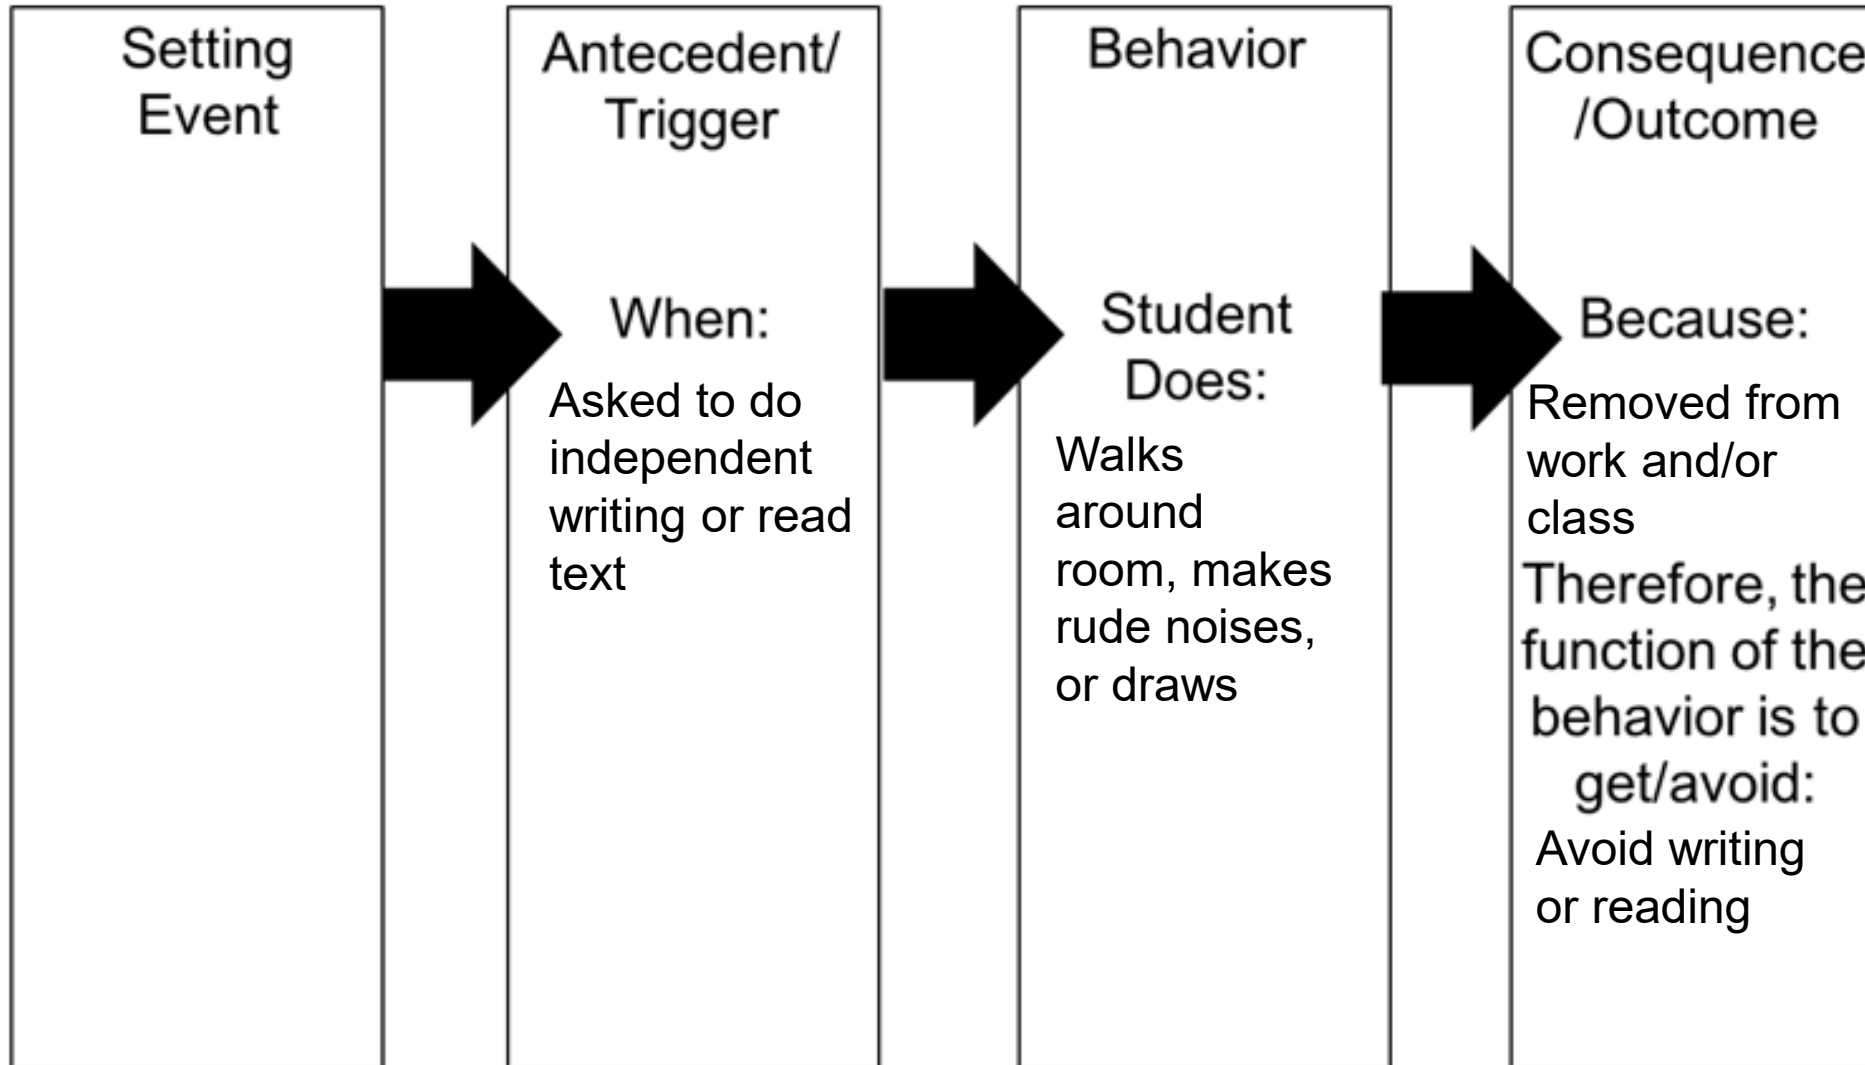 Setting
Event
Antecedent/
Trigger
When:
Asked to do
independent
writing or read
text
Behavior
Student
Does:
Walks
around
room, makes
rude noises,
or draws
Consequence
/Outcome
Because:
Removed from
work and/or
class
Therefore, the
function of the
behavior is to
get/avoid:
Avoid writing
or reading